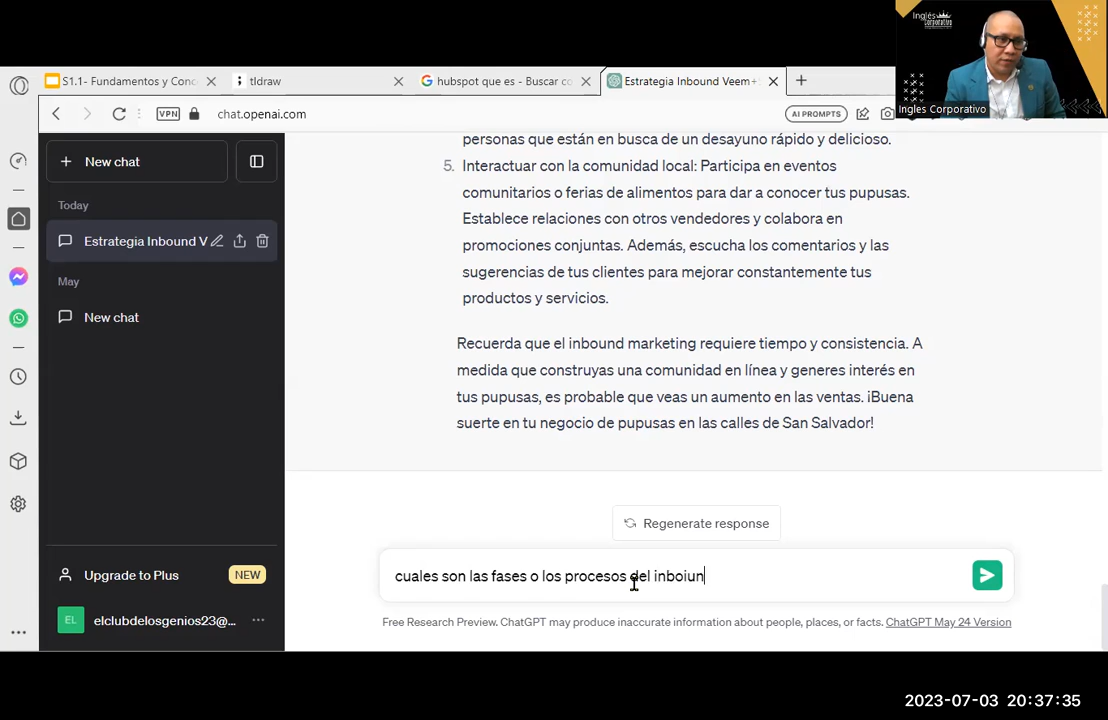 Inglés
Corporativo
Ingles Corporativo
S1.1- Fundamentos y Conc
tldraw
hubspot que es - Buscar co
Estrategia Inbound Veem+
VPN
chat.openai.com
AI PROMPTS
New chat
Today
Estrategia Inbound V
May
New chat
personas que están en busca de un desayuno rápido y delicioso.
5. Interactuar con la comunidad local: Participa en eventos
comunitarios o ferias de alimentos para dar a conocer tus pupusas.
Establece relaciones con otros vendedores y colabora en
promociones conjuntas. Además, escucha los comentarios y las
sugerencias de tus clientes para mejorar constantemente tus
productos y servicios.
Recuerda que el inbound marketing requiere tiempo y consistencia. A
medida que construyas una comunidad en línea y generes interés en
tus pupusas, es probable que veas un aumento en las ventas. ¡Buena
suerte en tu negocio de pupusas en las calles de San Salvador!
Regenerate response
cuales son las fases o los procesos del inboiun
Free Research Preview. ChatGPT may produce inaccurate information about people, places, or facts. ChatGPT May 24 Version
Upgrade to Plus
NEW
EL
elclubdelosgenios23@...
2023-07-03 20:37:35